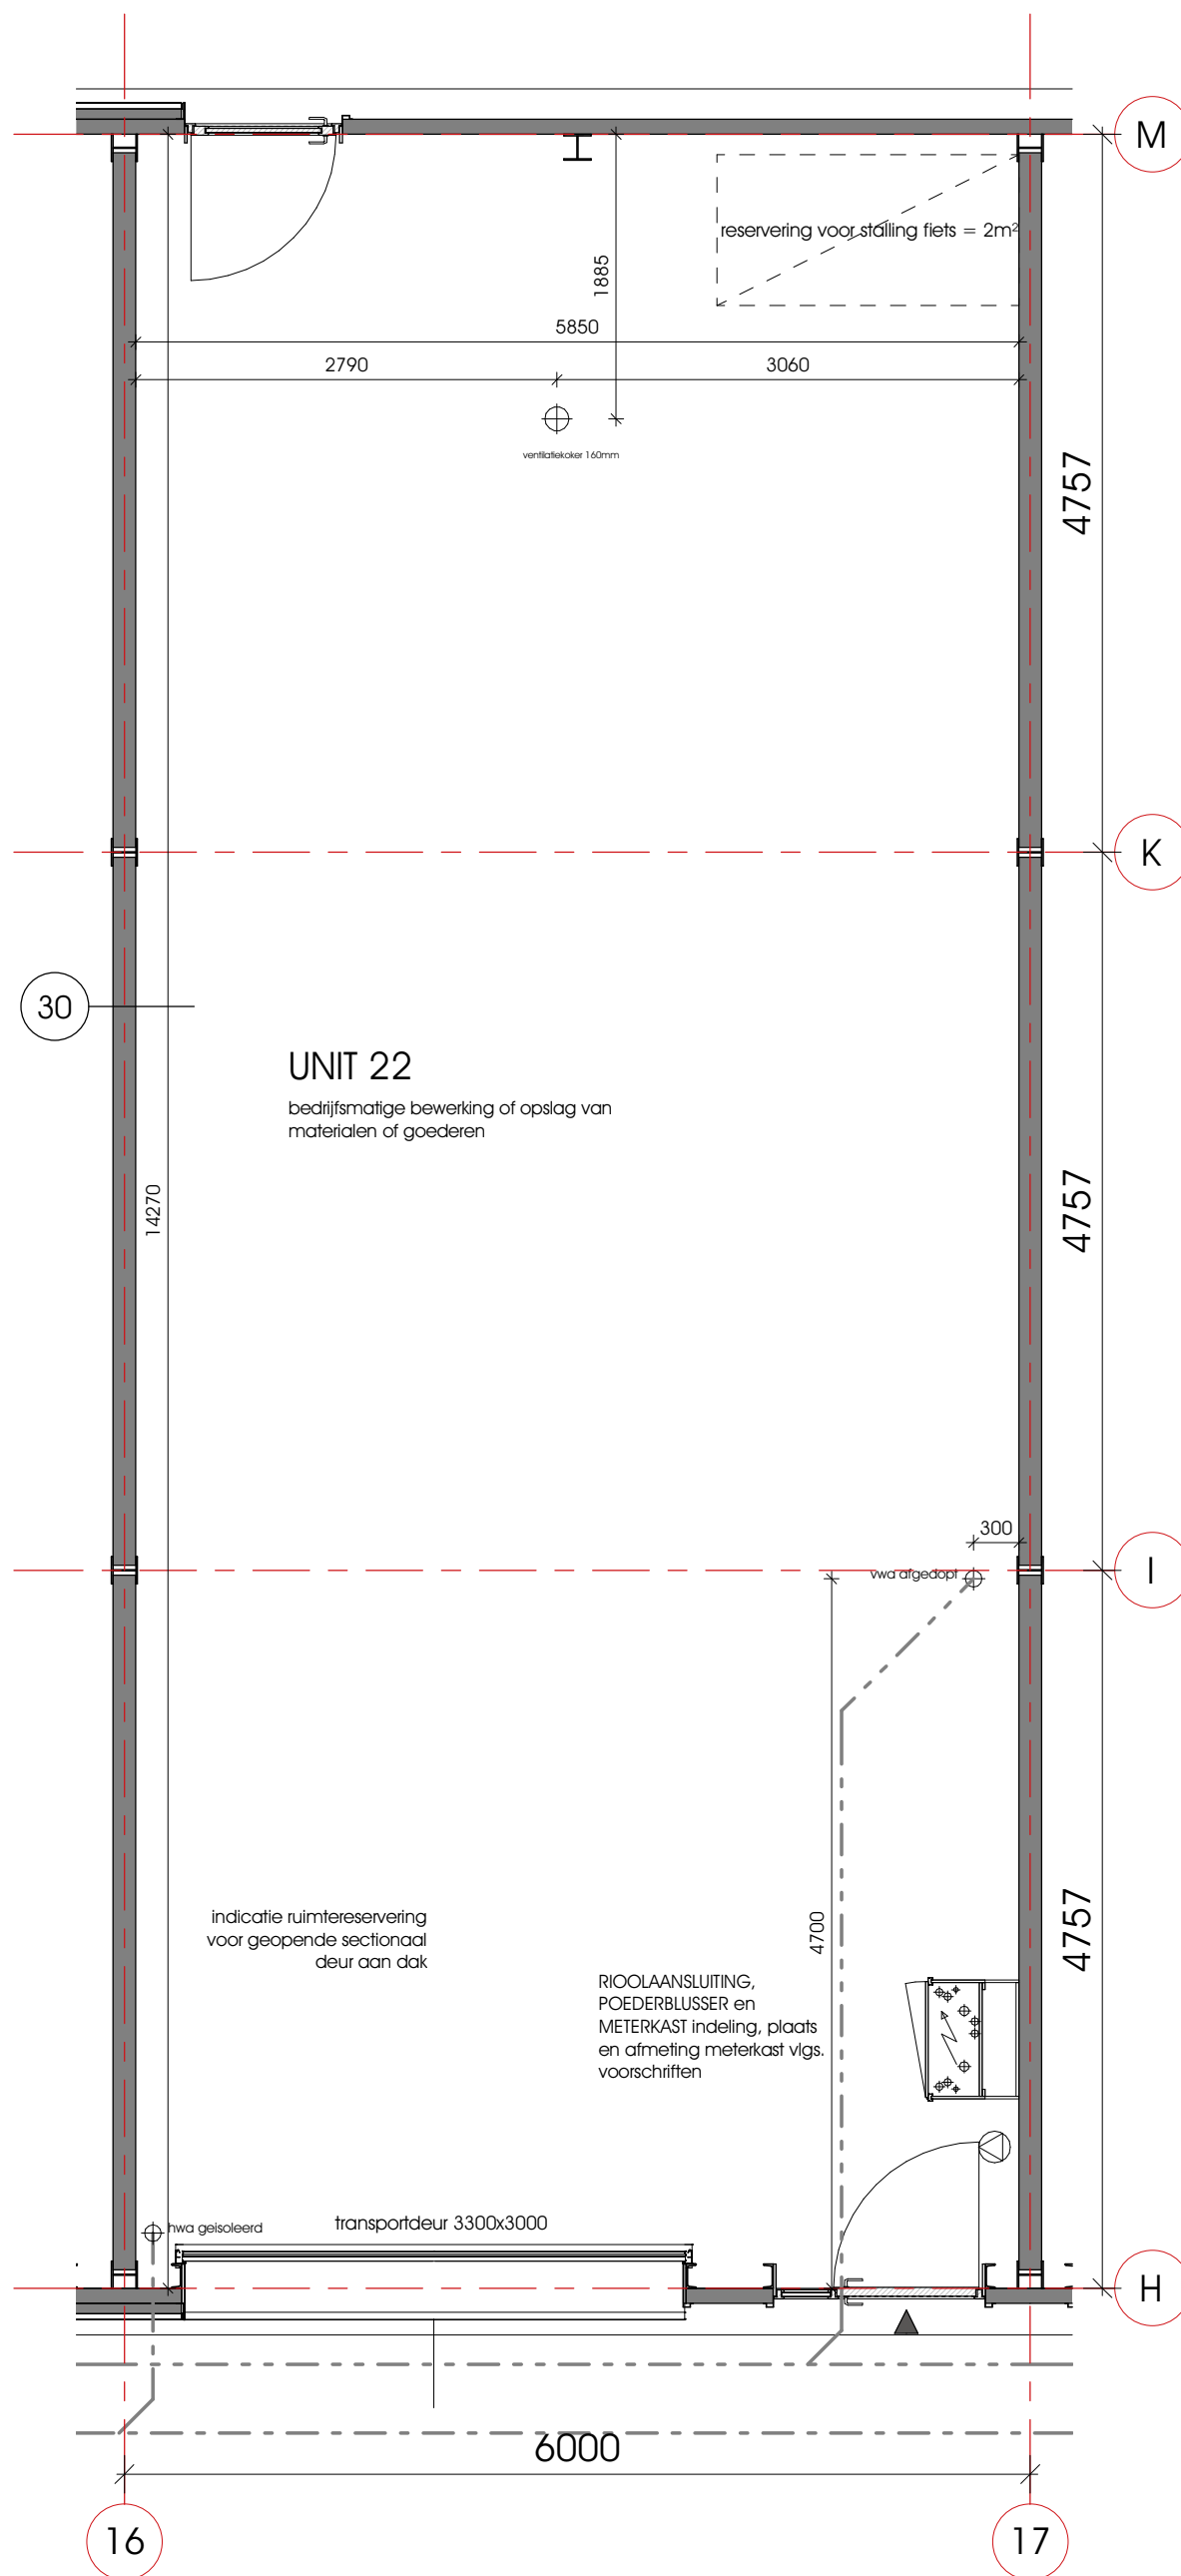 M
reservering voor stalling fiets = 2m²
1885
5850
2790
3060
ventilatiekoker 160mm
4757
K
30
UNIT 22
bedrijfsmatige bewerking of opslag van
materialen of goederen
14270
4757
300
I
vwa afgedopt
4757
indicatie ruimtereservering
voor geopende sectionaal
deur aan dak
4700
RIOOLAANSLUITING,
POEDERBLUSSER en
METERKAST indeling, plaats
en afmeting meterkast vlgs.
voorschriften
hwa geisoleerd
transportdeur 3300x3000
H
6000
16
17